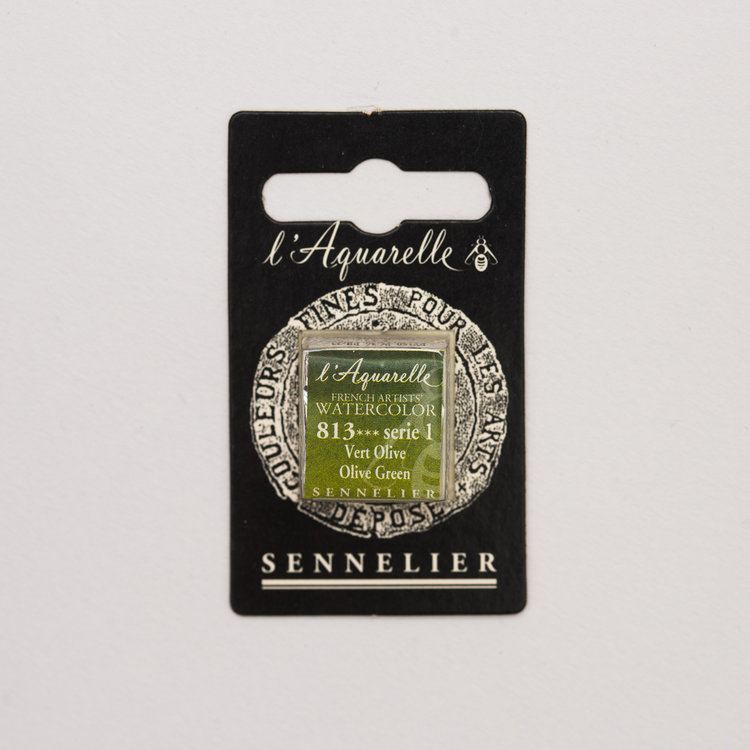 l'Aquarelle
COULEURS FINES POUR LES ARTS
DÉPOSÉ
l'Aquarelle
FRENCH ARTISTS'
WATERCOLOR
813*** serie 1
Vert Olive
Olive Green
SENNELIER
SENNELIER